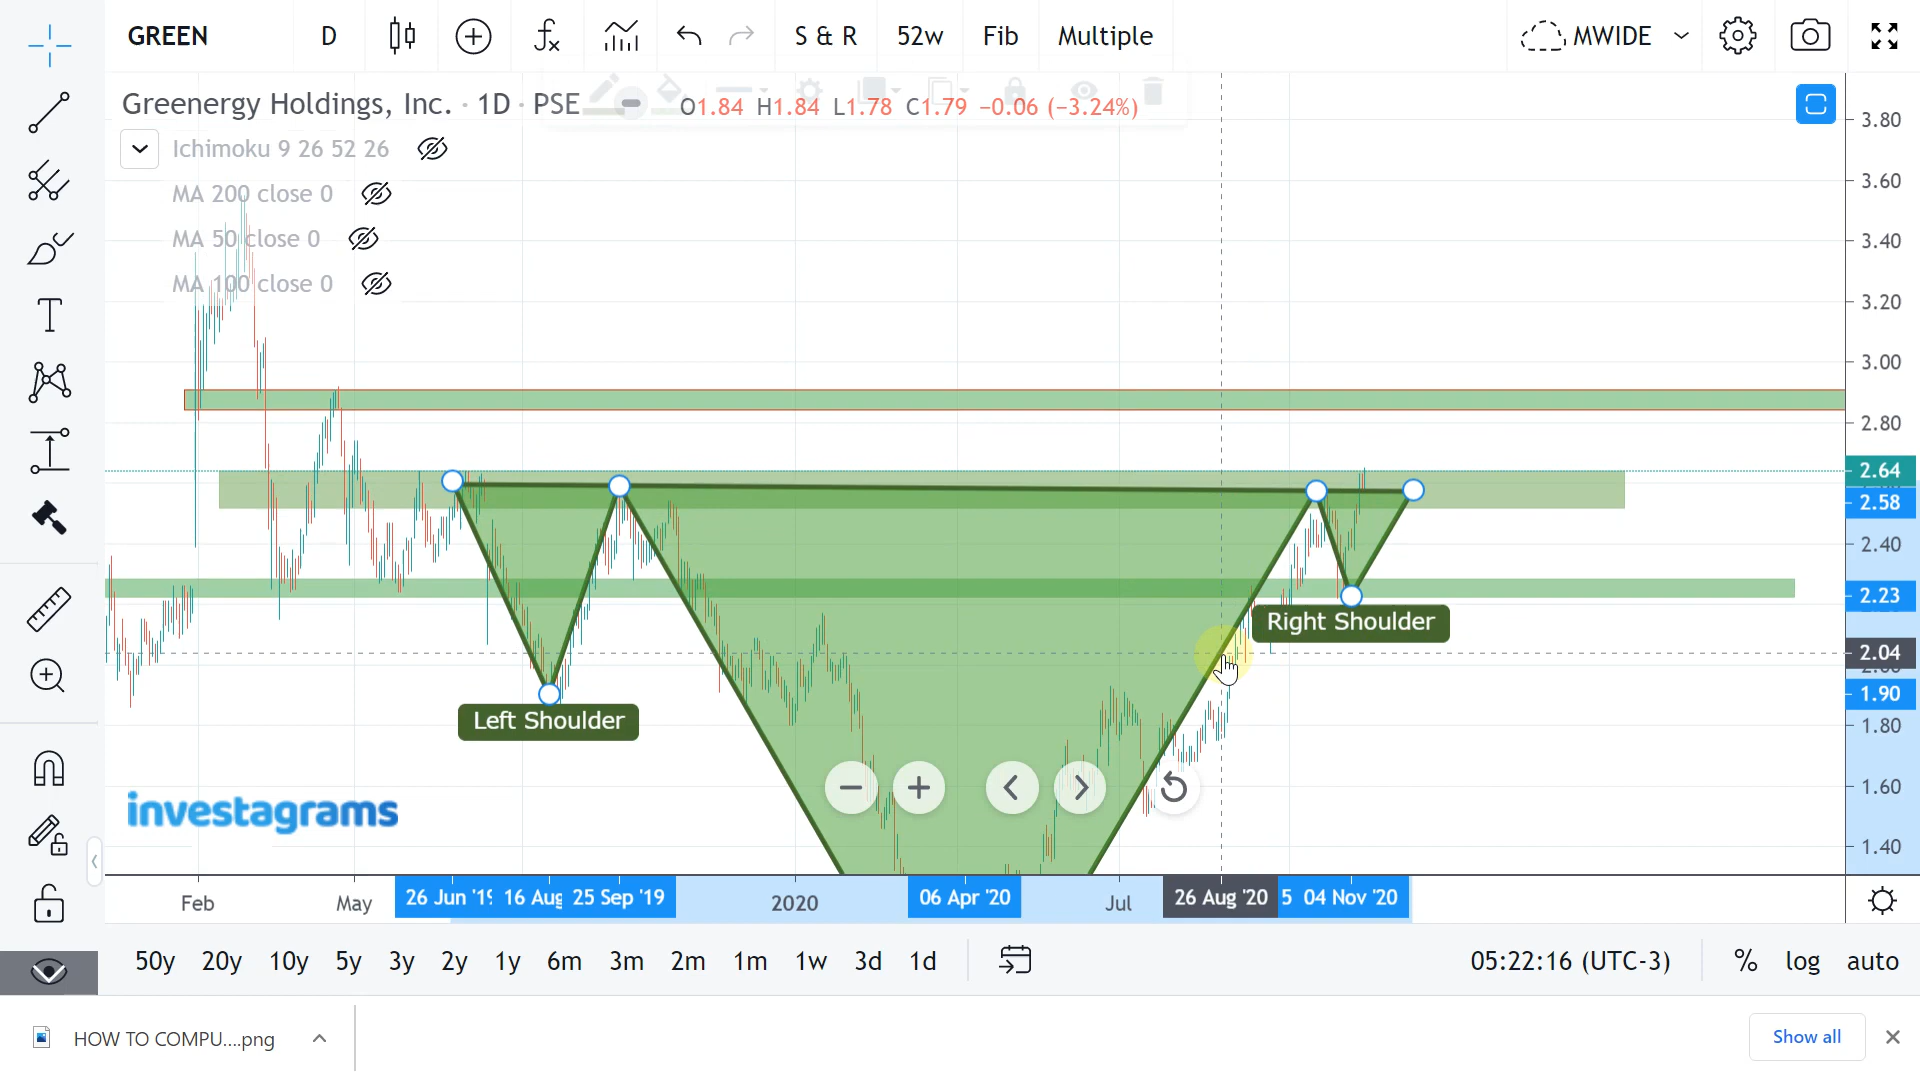 GREEN D S & R 52w Fib Multiple MWIDE
Greenergy Holdings, Inc. · 1D · PSE O1.84 H1.84 L1.78 C1.79 −0.06 (−3.24%)
Ichimoku 9 26 52 26
MA 200 close 0
MA 50 close 0
MA 100 close 0
3.80
3.60
3.40
3.20
3.00
2.80
2.64
2.58
2.40
2.23
2.04
1.90
1.80
1.60
1.40
Right Shoulder
Left Shoulder
investagrams
Feb May 26 Jun '19 16 Aug 25 Sep '19 2020 06 Apr '20 Jul 26 Aug '20 5 04 Nov '20
50y 20y 10y 5y 3y 2y 1y 6m 3m 2m 1m 1w 3d 1d 05:22:16 (UTC-3) % log auto
HOW TO COMPU....png Show all